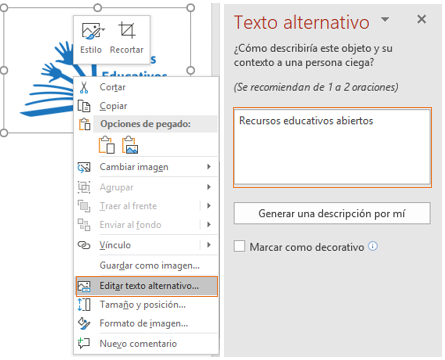 Estilo
Recortar
Educativos
Cortar
Copiar
Opciones de pegado:
Cambiar imagen
Agrupar
Traer al frente
Enviar al fondo
Vínculo
Guardar como imagen...
Editar texto alternativo...
Tamaño y posición...
Formato de imagen...
Nuevo comentario
Texto alternativo
¿Cómo describiría este objeto y su
contexto a una persona ciega?
(Se recomiendan de 1 a 2 oraciones)
Recursos educativos abiertos
Generar una descripción por mí
Marcar como decorativo